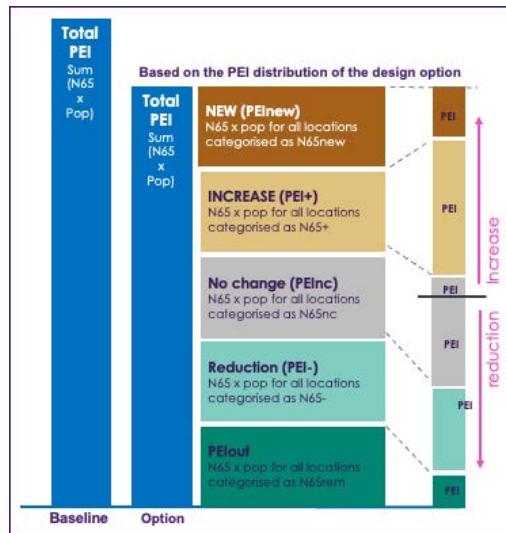 Total
PEI
Sum
(N65
x
Pop)
Based on the PEI distribution of the design option
Total
PEI
Sum
(N65
x
Pop)
NEW (PEInew)
N65 x pop for all locations
categorised as N65new
INCREASE (PEI+)
N65 x pop for all locations
categorised as N65+
No change (PEInc)
N65 x pop for all locations
categorised as N65nc
Reduction (PEI-)
N65 x pop for all locations
categorised as N65-
PEIout
N65 x pop for all locations
categorised as N65rem
PEI
PEI
PEI
PEI
PEI
PEI
Increase
reduction
Baseline
Option